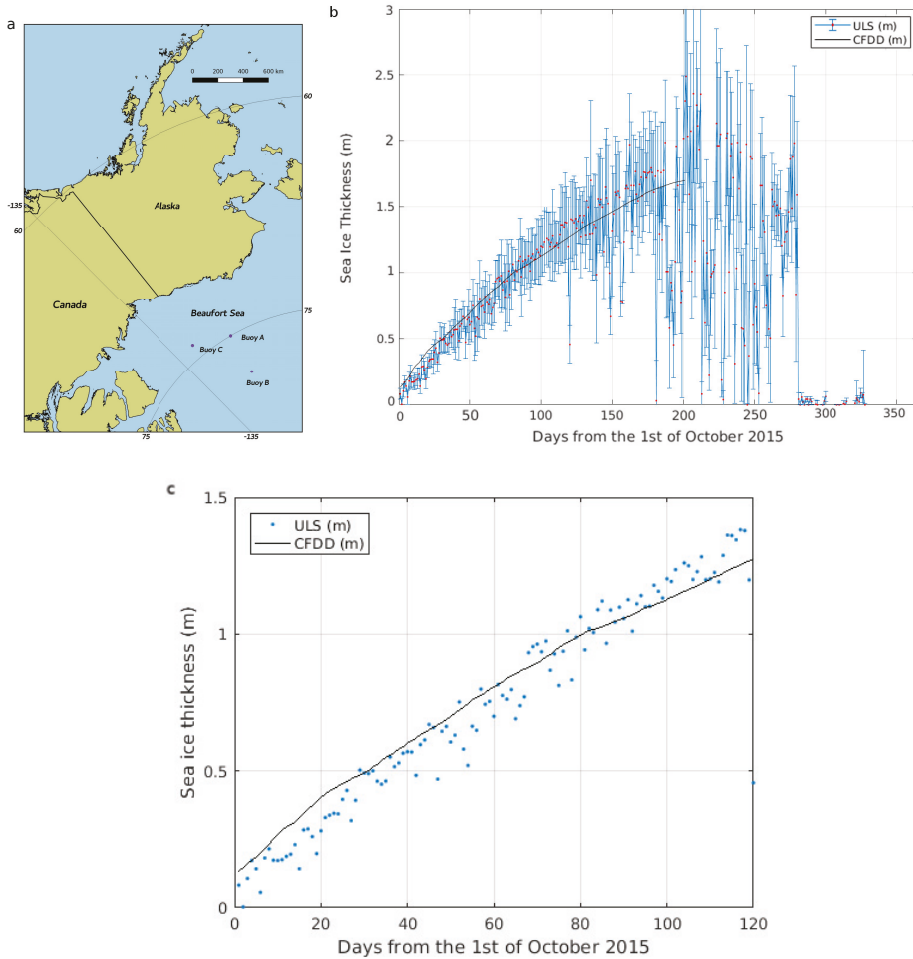 a
0 200 400 600 km
60
Alaska
-135
60
Canada
Beaufort Sea
75
Buoy A
Buoy C
Buoy B
75
-135
b
ULS (m)
CFDD (m)
Sea Ice Thickness (m)
3
2.5
2
1.5
1
0.5
0
0 50 100 150 200 250 300 350
Days from the 1st of October 2015
c
ULS (m)
CFDD (m)
Sea ice thickness (m)
1.5
1
0.5
0
0 20 40 60 80 100 120
Days from the 1st of October 2015